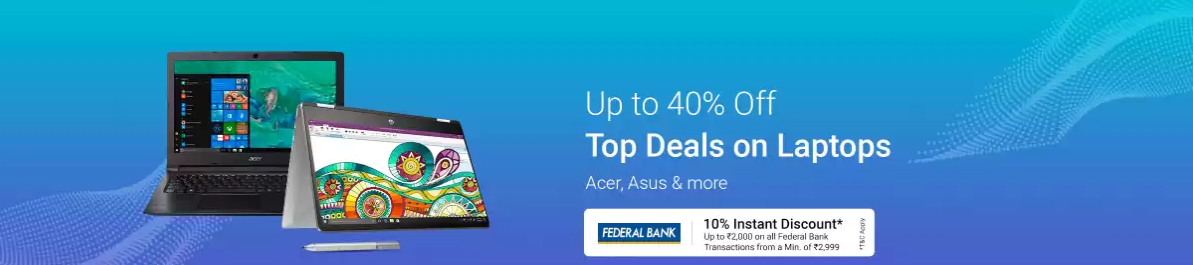 Up to 40% Off
Top Deals on Laptops
Acer, Asus & more
FEDERAL BANK
10% Instant Discount*
Up to ₹2,000 on all Federal Bank
Transactions from a Min. of ₹2,999
*T&C Apply
acer